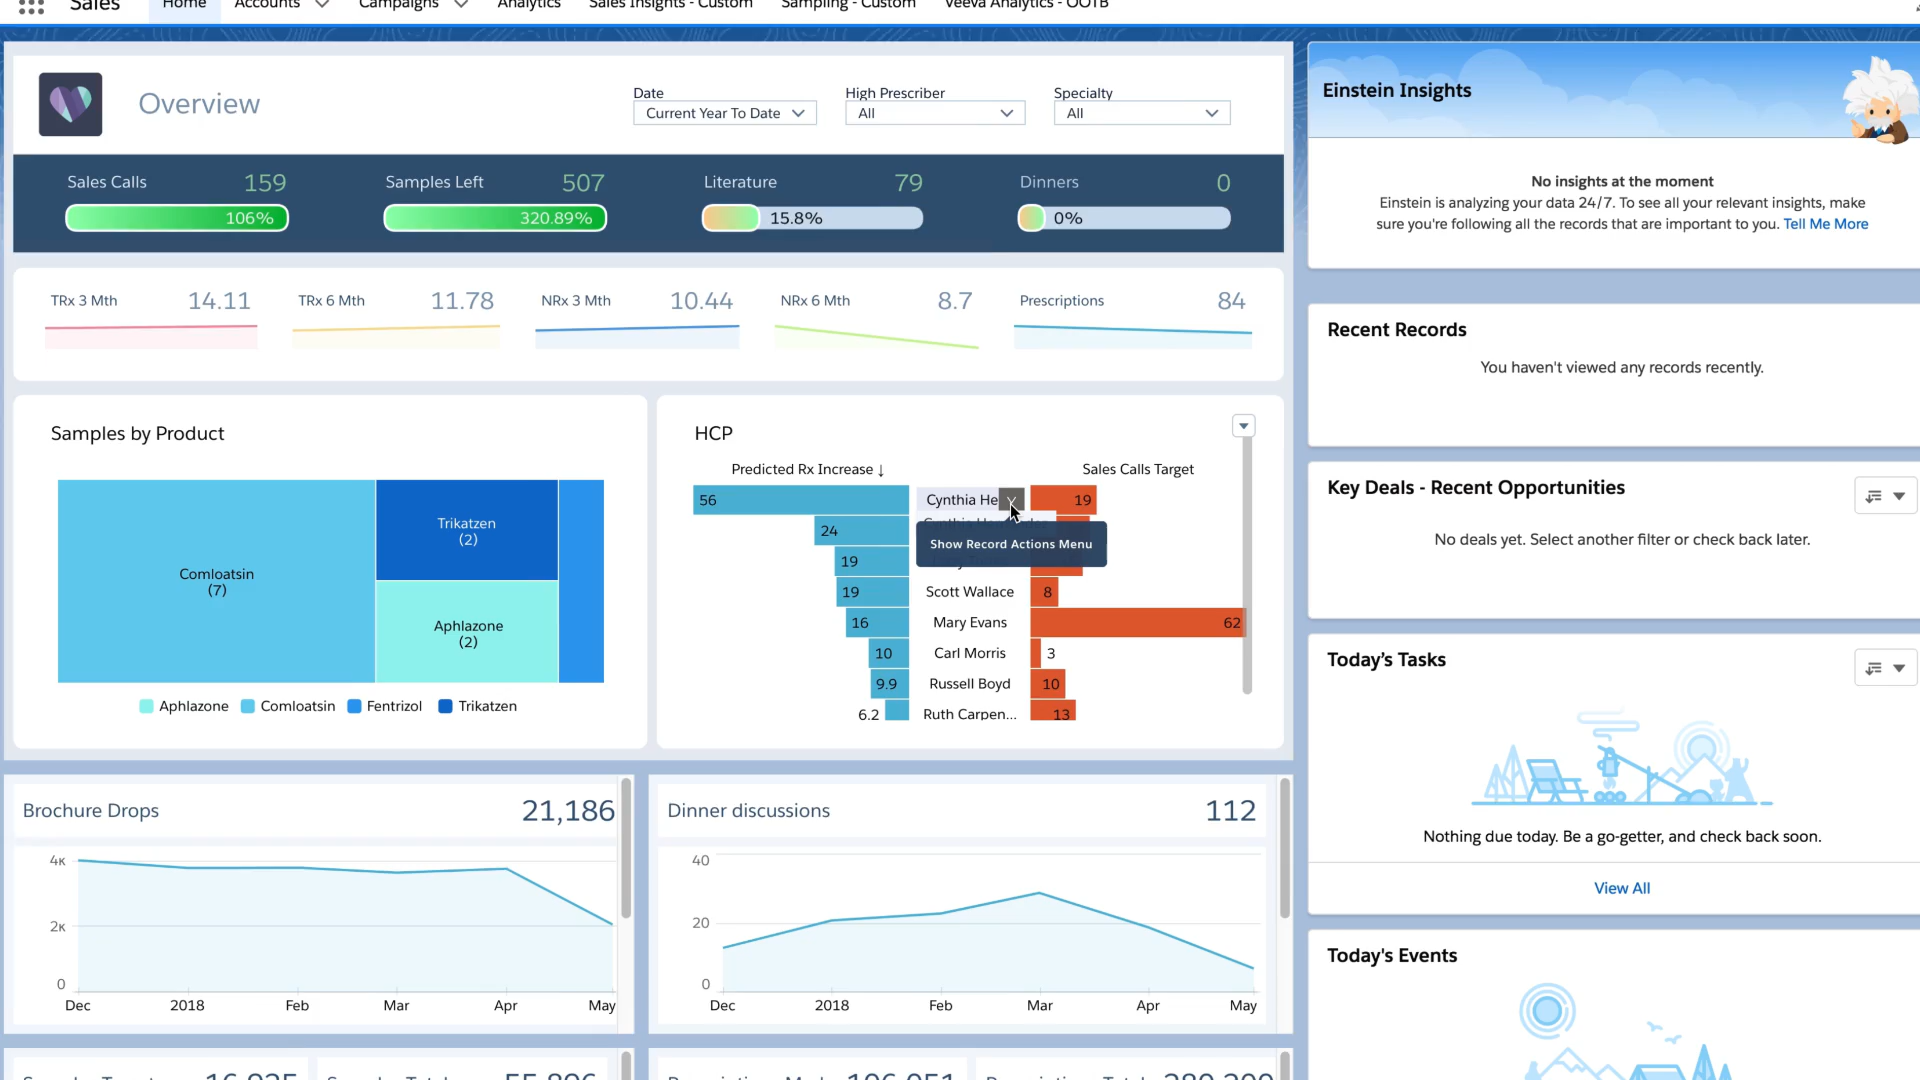 Sales
Home
Accounts
Campaigns
Analytics
Sales Insights - Custom
Sampling - Custom
Veeva Analytics - OOTB
Overview
Date
Current Year To Date
High Prescriber
All
Specialty
All
Sales Calls 159
106%
Samples Left 507
320.89%
Literature 79
15.8%
Dinners 0
0%
TRx 3 Mth 14.11
TRx 6 Mth 11.78
NRx 3 Mth 10.44
NRx 6 Mth 8.7
Prescriptions 84
Samples by Product
Comloatsin
(7)
Trikatzen
(2)
Aphlazone
(2)
Aphlazone Comloatsin Fentrizol Trikatzen
HCP
Predicted Rx Increase ↓ Sales Calls Target
56 Cynthia He 19
24
Show Record Actions Menu
19
19 Scott Wallace 8
16 Mary Evans 62
10 Carl Morris 3
9.9 Russell Boyd 10
6.2 Ruth Carpen... 13
Brochure Drops 21,186
4K
2K
0
Dec 2018 Feb Mar Apr May
Dinner discussions 112
40
20
0
Dec 2018 Feb Mar Apr May
Einstein Insights
No insights at the moment
Einstein is analyzing your data 24/7. To see all your relevant insights, make
sure you're following all the records that are important to you. Tell Me More
Recent Records
You haven't viewed any records recently.
Key Deals - Recent Opportunities
No deals yet. Select another filter or check back later.
Today’s Tasks
Nothing due today. Be a go-getter, and check back soon.
View All
Today's Events